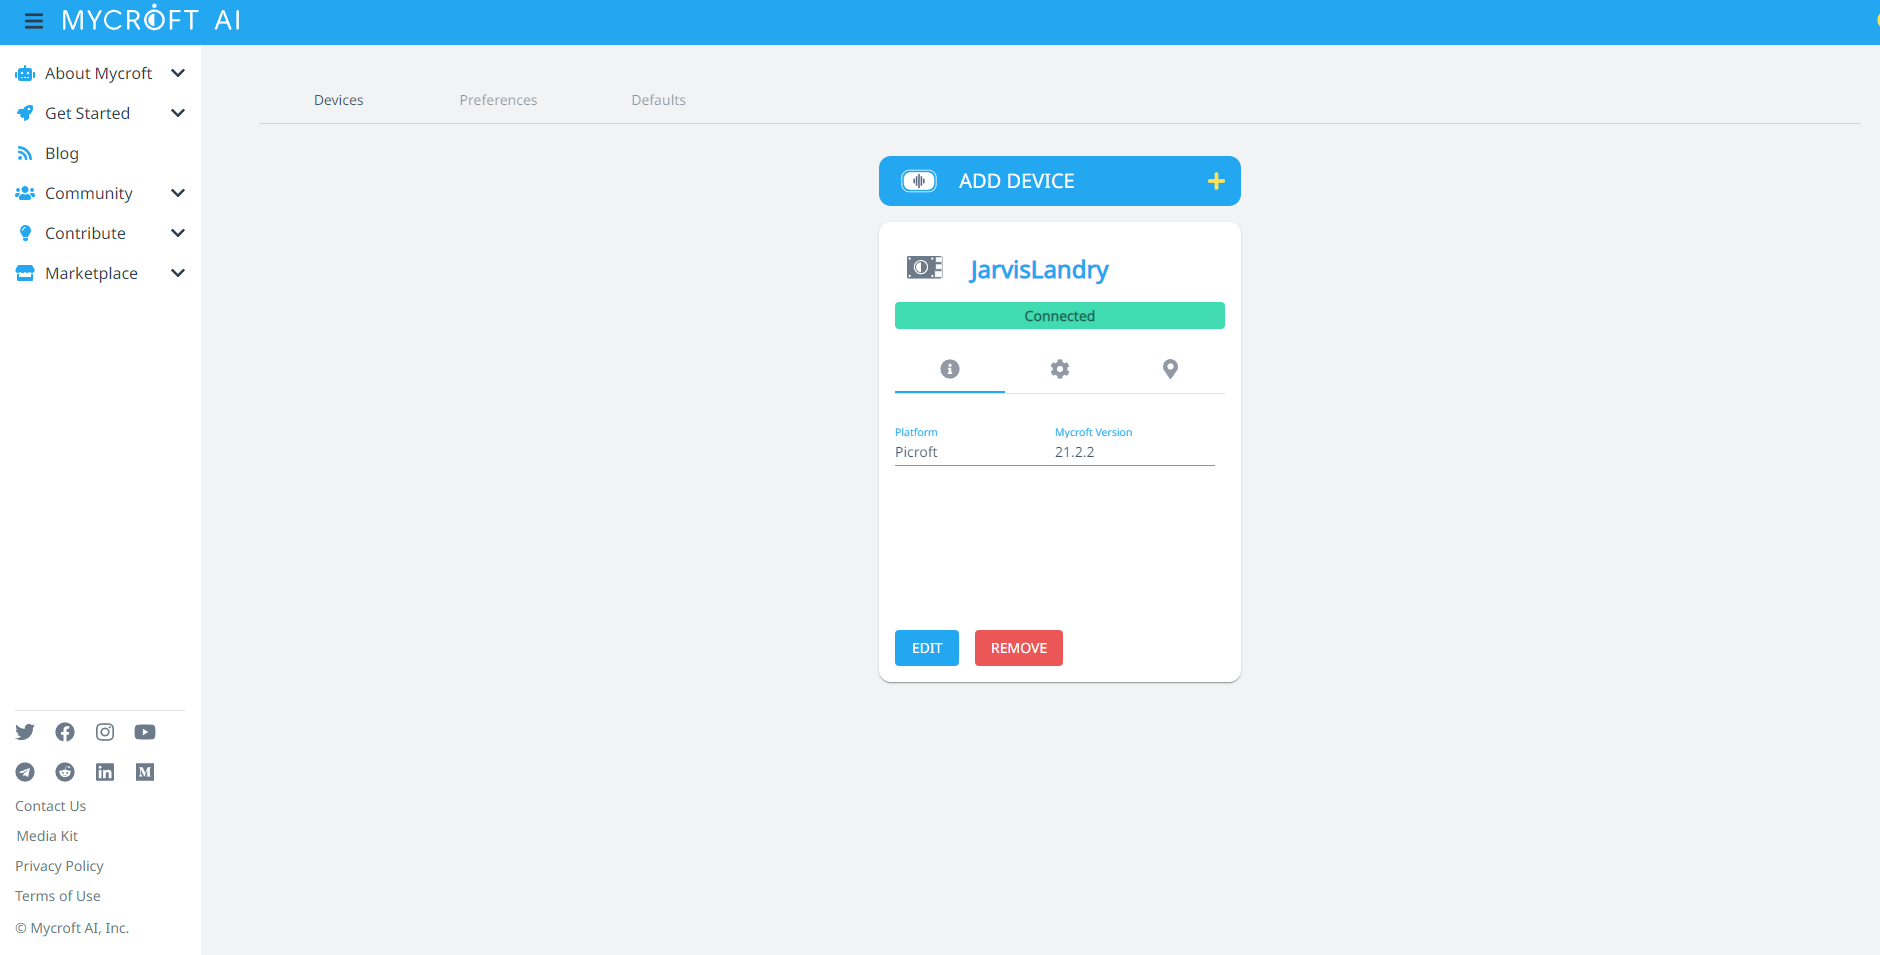 MYCROFT AI
About Mycroft
Get Started
Blog
Community
Contribute
Marketplace
Devices
Preferences
Defaults
ADD DEVICE
JarvisLandry
Connected
Platform
Mycroft Version
Picroft
21.2.2
EDIT
REMOVE
Contact Us
Media Kit
Privacy Policy
Terms of Use
© Mycroft AI, Inc.